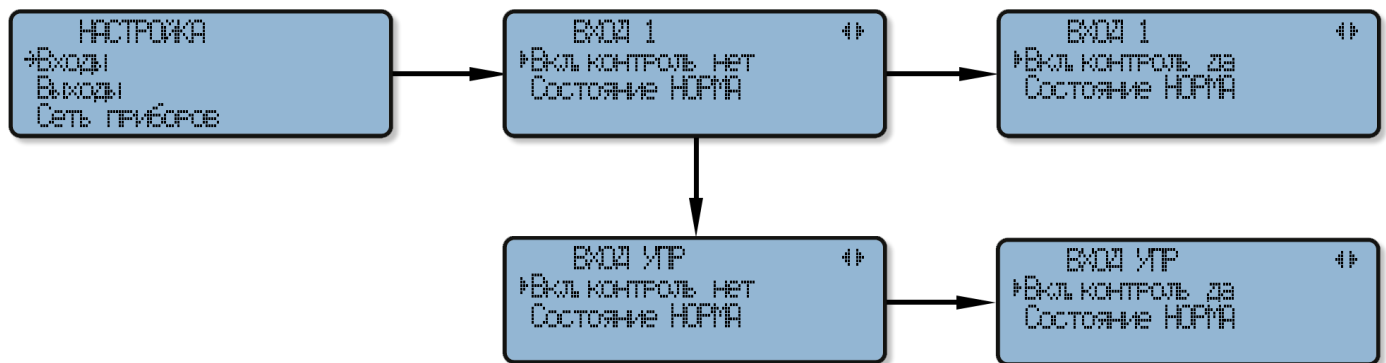 НАСТРОЙКА
Входы
Выходы
Сеть приборов
ВХОД 1
Вкл. контроль нет
Состояние НОРМА
ВХОД 1
Вкл. контроль да
Состояние НОРМА
ВХОД УПР
Вкл. контроль нет
Состояние НОРМА
ВХОД УПР
Вкл. контроль да
Состояние НОРМА